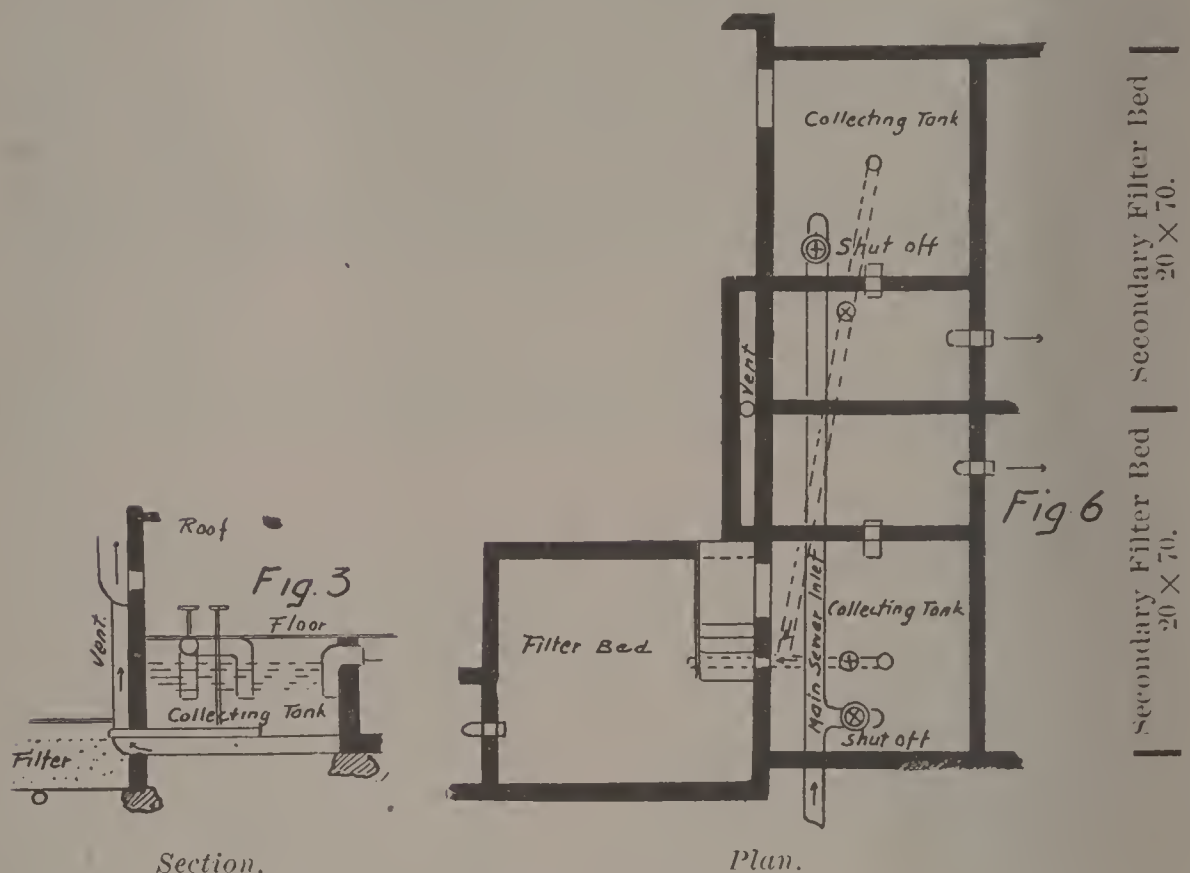 Collecting Tank
Shut off
Vent
Fig. 6
Main Sewer Inlet
Collecting Tank
Filter Bed
Shut off
Secondary Filter Bed
20 × 70.
Secondary Filter Bed
20 × 70.
Roof
Fig. 3
Floor
Vent.
Collecting Tank
Filter
Section.
Plan.